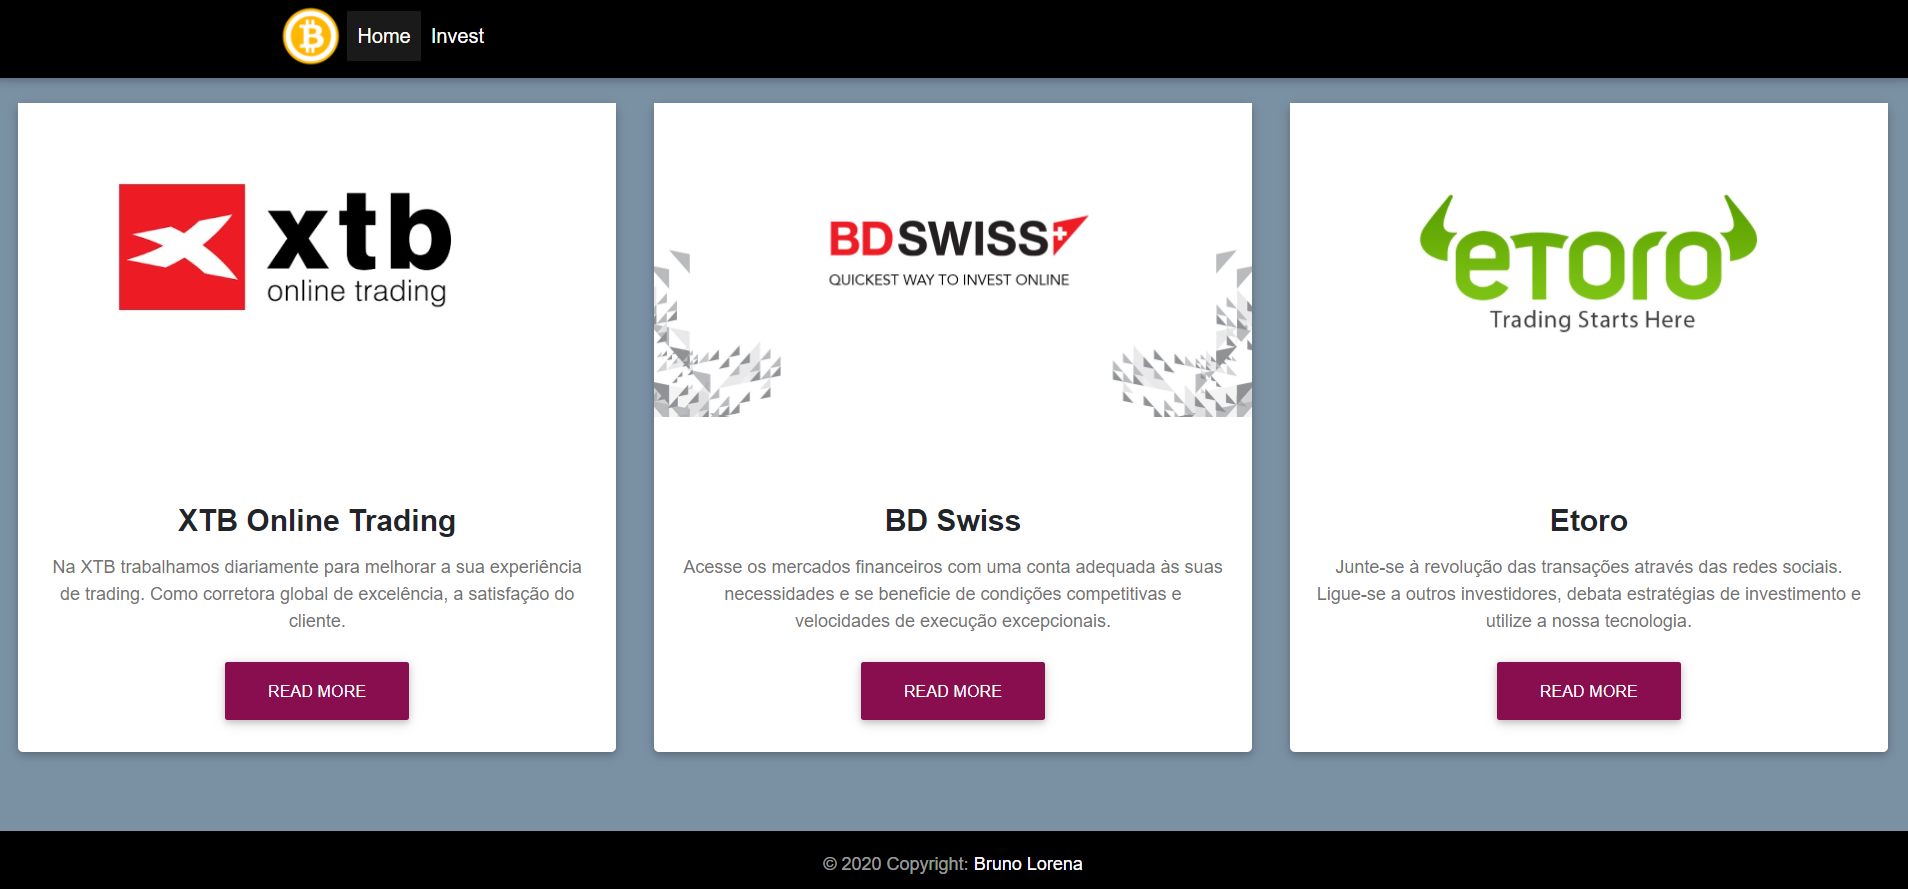 Home Invest
xtb
online trading
BDSWISS
QUICKEST WAY TO INVEST ONLINE
eToro
Trading Starts Here
XTB Online Trading
Na XTB trabalhamos diariamente para melhorar a sua experiência
de trading. Como corretora global de excelência, a satisfação do
cliente.
READ MORE
BD Swiss
Acesse os mercados financeiros com uma conta adequada às suas
necessidades e se beneficie de condições competitivas e
velocidades de execução excepcionais.
READ MORE
Etoro
Junte-se à revolução das transações através das redes sociais.
Ligue-se a outros investidores, debata estratégias de investimento e
utilize a nossa tecnologia.
READ MORE
© 2020 Copyright: Bruno Lorena